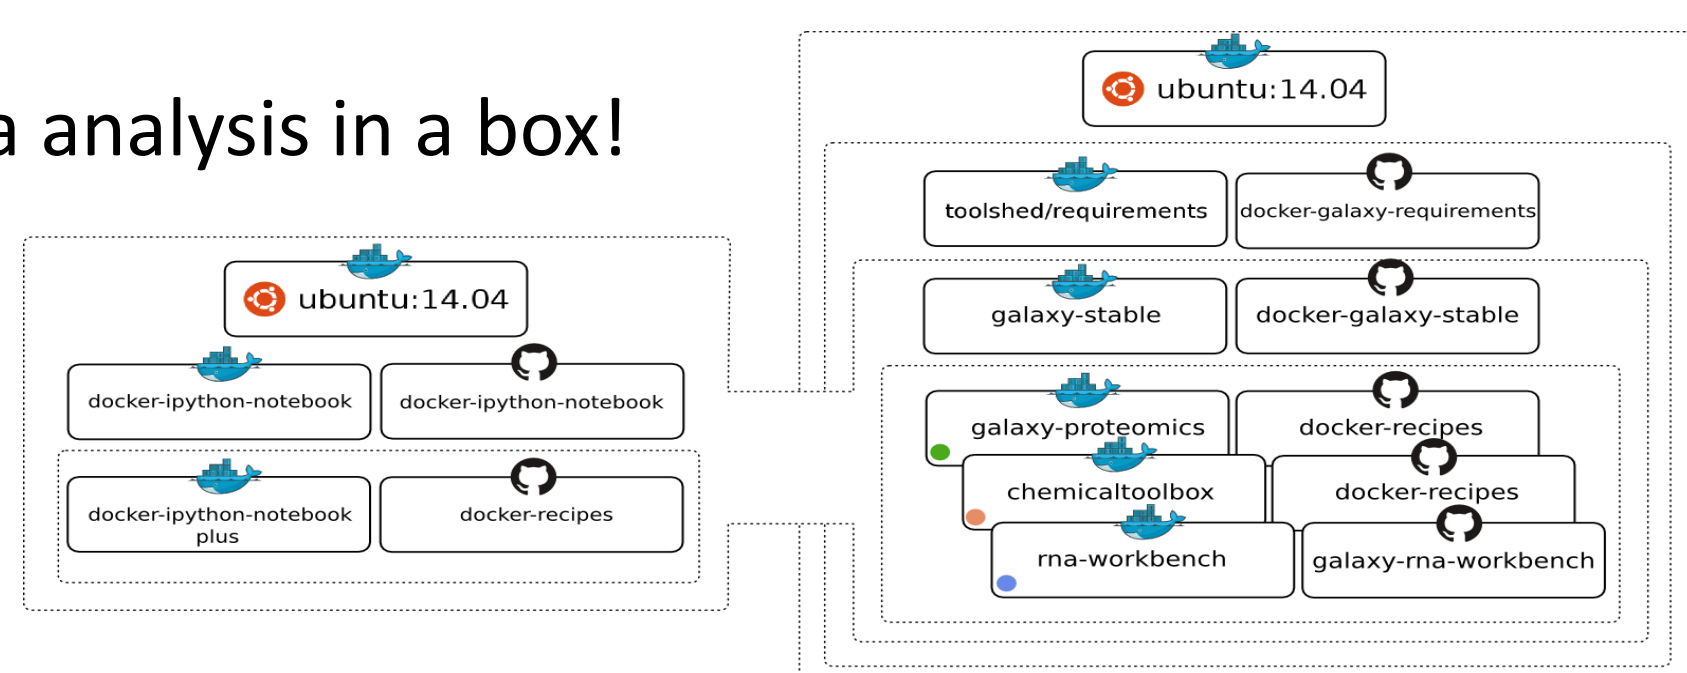 a analysis in a box!
ubuntu:14.04
docker-ipython-notebook
docker-ipython-notebook
docker-ipython-notebook
plus
docker-recipes
ubuntu:14.04
toolshed/requirements
docker-galaxy-requirements
galaxy-stable
docker-galaxy-stable
galaxy-proteomics
docker-recipes
chemicaltoolbox
docker-recipes
rna-workbench
galaxy-rna-workbench